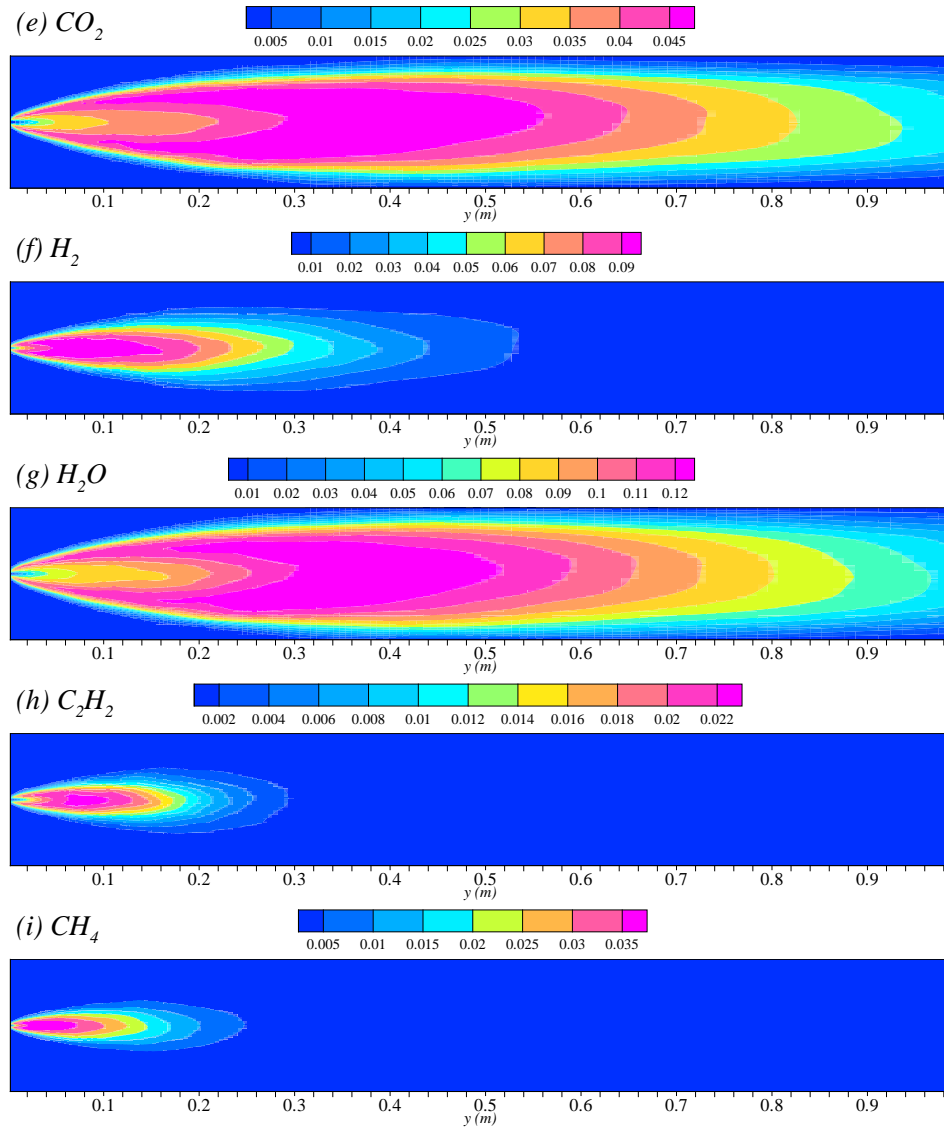 (e) CO2
0.005 0.01 0.015 0.02 0.025 0.03 0.035 0.04 0.045
0.1 0.2 0.3 0.4 0.5 0.6 0.7 0.8 0.9
y (m)
(f) H2
0.01 0.02 0.03 0.04 0.05 0.06 0.07 0.08 0.09
0.1 0.2 0.3 0.4 0.5 0.6 0.7 0.8 0.9
y (m)
(g) H2O
0.01 0.02 0.03 0.04 0.05 0.06 0.07 0.08 0.09 0.1 0.11 0.12
0.1 0.2 0.3 0.4 0.5 0.6 0.7 0.8 0.9
y (m)
(h) C2H2
0.002 0.004 0.006 0.008 0.01 0.012 0.014 0.016 0.018 0.02 0.022
0.1 0.2 0.3 0.4 0.5 0.6 0.7 0.8 0.9
y (m)
(i) CH4
0.005 0.01 0.015 0.02 0.025 0.03 0.035
0.1 0.2 0.3 0.4 0.5 0.6 0.7 0.8 0.9
y (m)